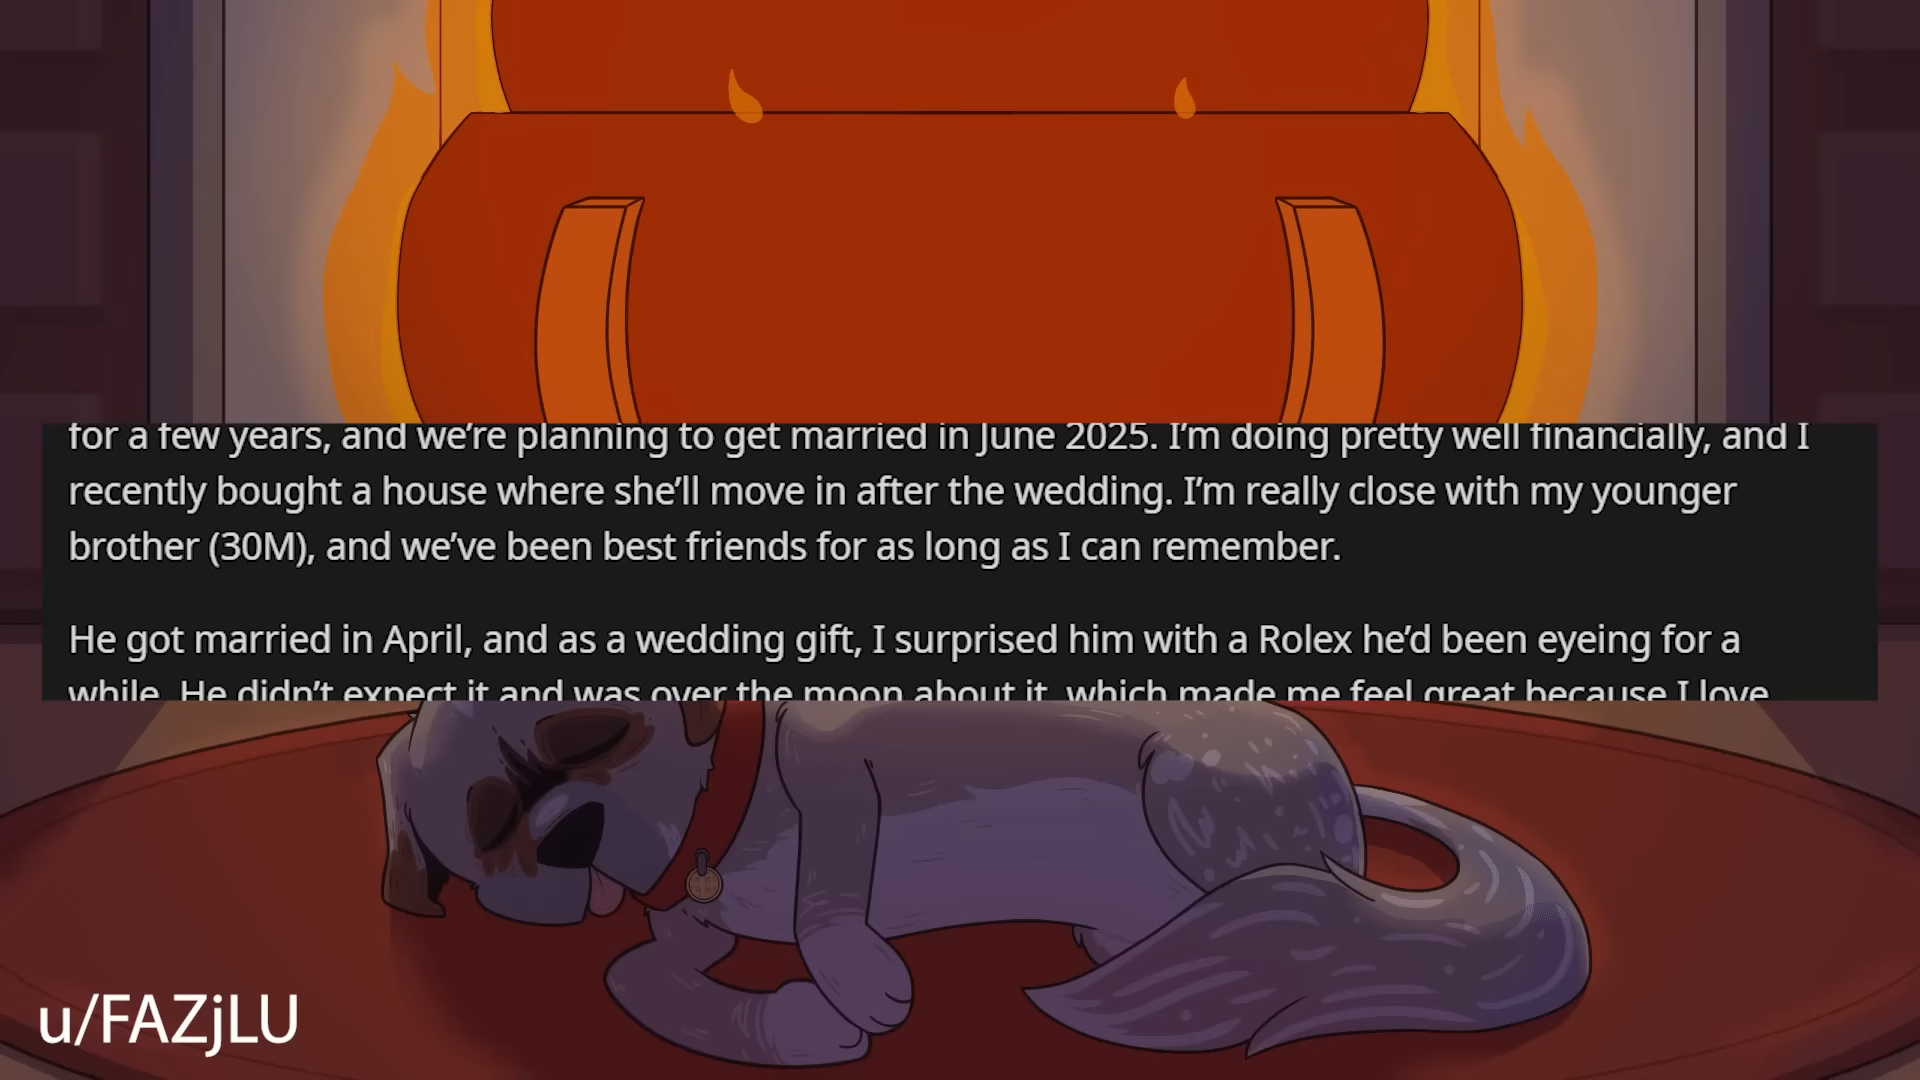 for a few years, and we’re planning to get married in June 2025. I’m doing pretty well financially, and I
recently bought a house where she’ll move in after the wedding. I’m really close with my younger
brother (30M), and we’ve been best friends for as long as I can remember.
He got married in April, and as a wedding gift, I surprised him with a Rolex he’d been eyeing for a
while. He didn’t expect it and was over the moon about it, which made me feel great because I love
u/FAZjLU